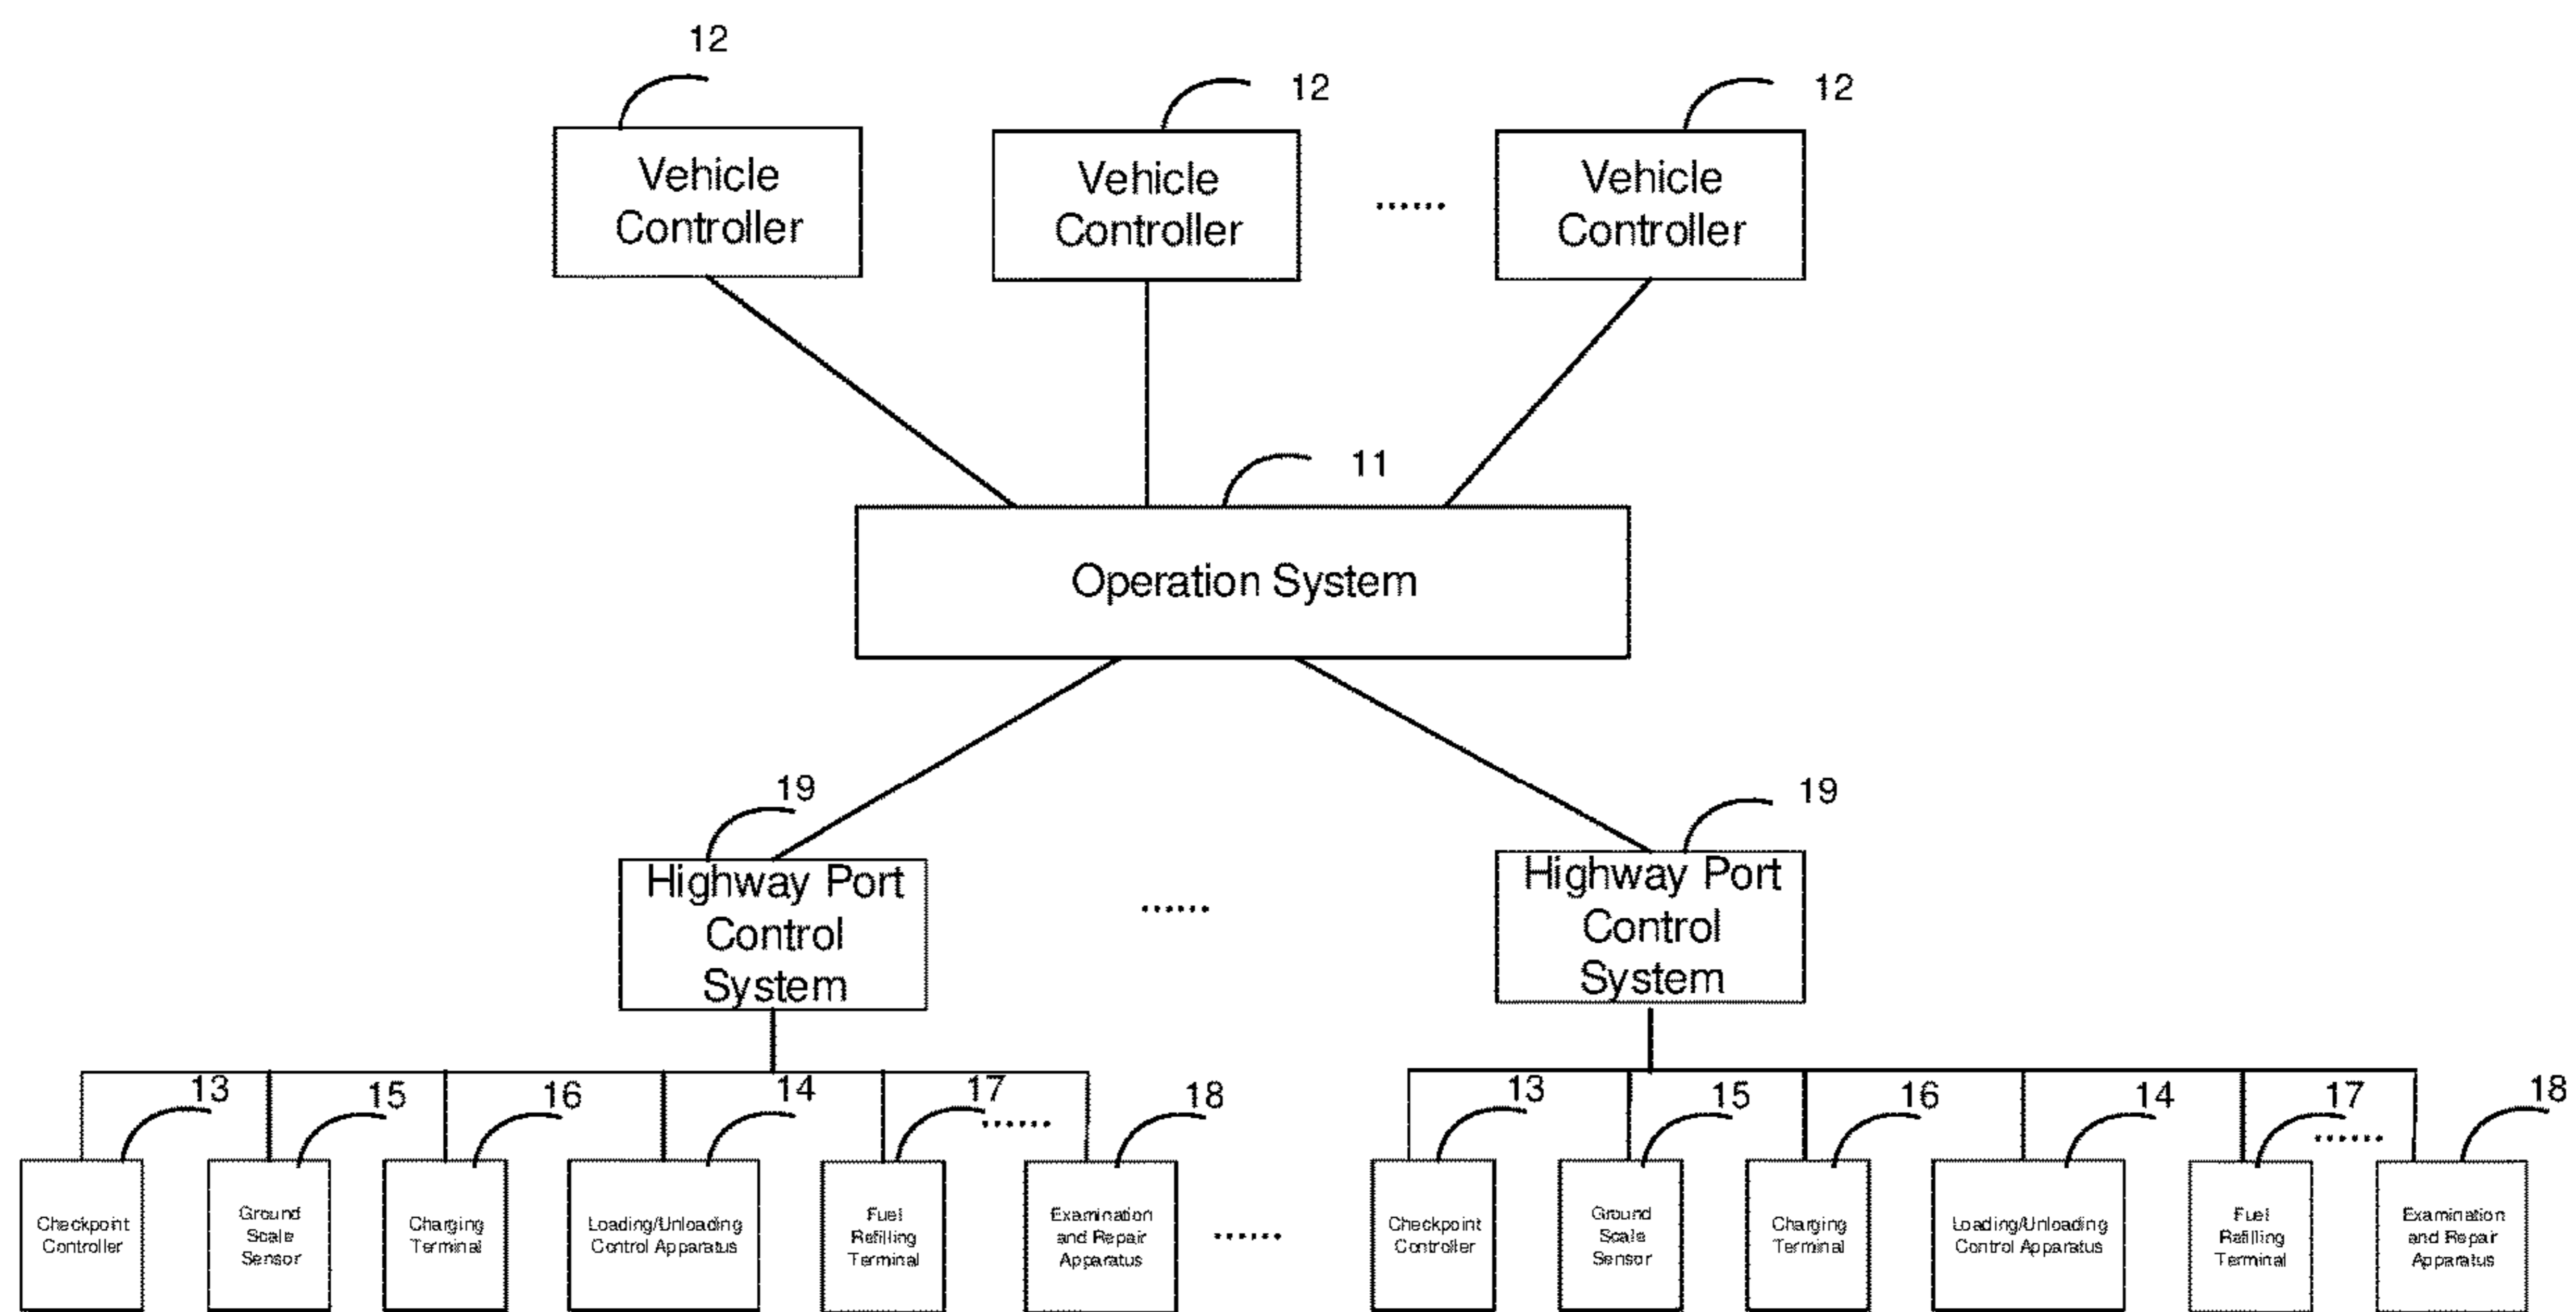 12
12
12
Vehicle
Controller
Vehicle
Controller
......
Vehicle
Controller
11
Operation System
19
19
Highway Port
Control
System
......
Highway Port
Control
System
13
15
16
14
17
......
18
13
15
16
14
17
......
18
Checkpoint
Controller
Ground
Scale
Sensor
Charging
Terminal
Loading/Unloading
Control Apparatus
Fuel
Refilling
Terminal
Examination
and Repair
Apparatus
......
Checkpoint
Controller
Ground
Scale
Sensor
Charging
Terminal
Loading/Unloading
Control Apparatus
Fuel
Refilling
Terminal
Examination
and Repair
Apparatus